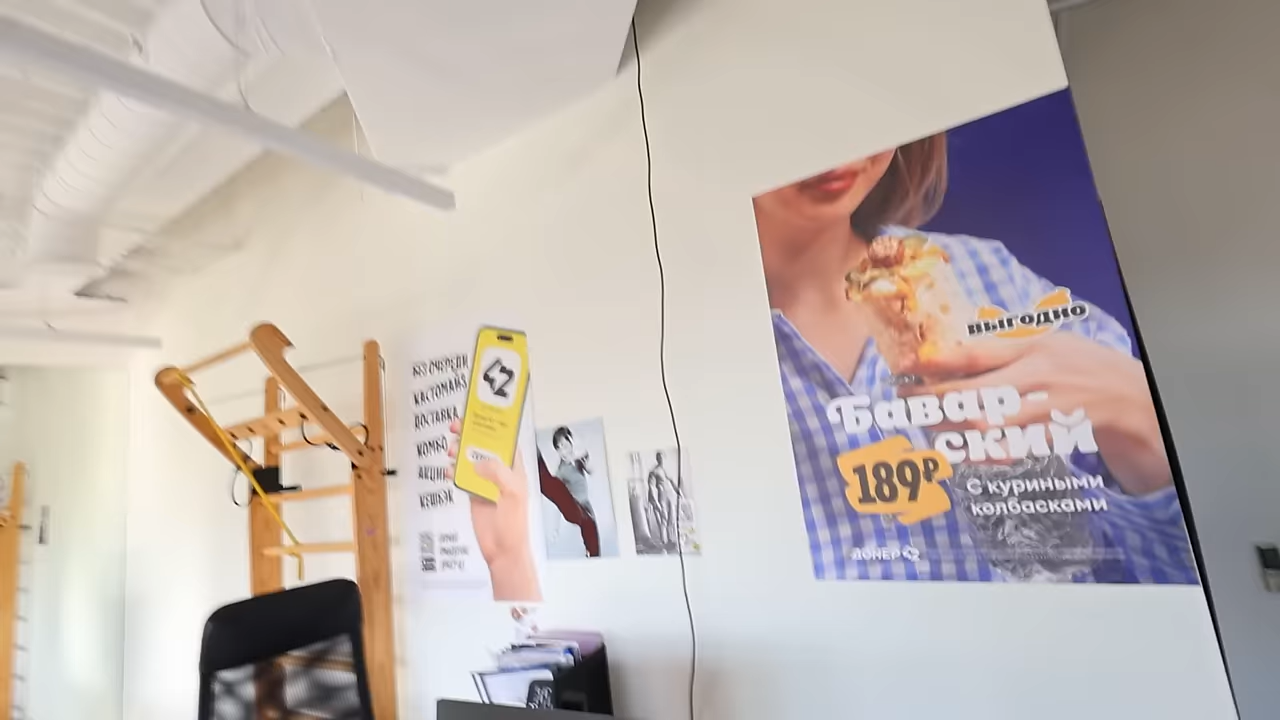 БЕЗ ОЧЕРЕДИ
КАСТОМАЙЗ
ДОСТАВКА
КОМБО
АКЦИИ
КЕШБЭК
выгодно
Бавар-
ский
189₽
С куриными
колбасками
ДОНЕР